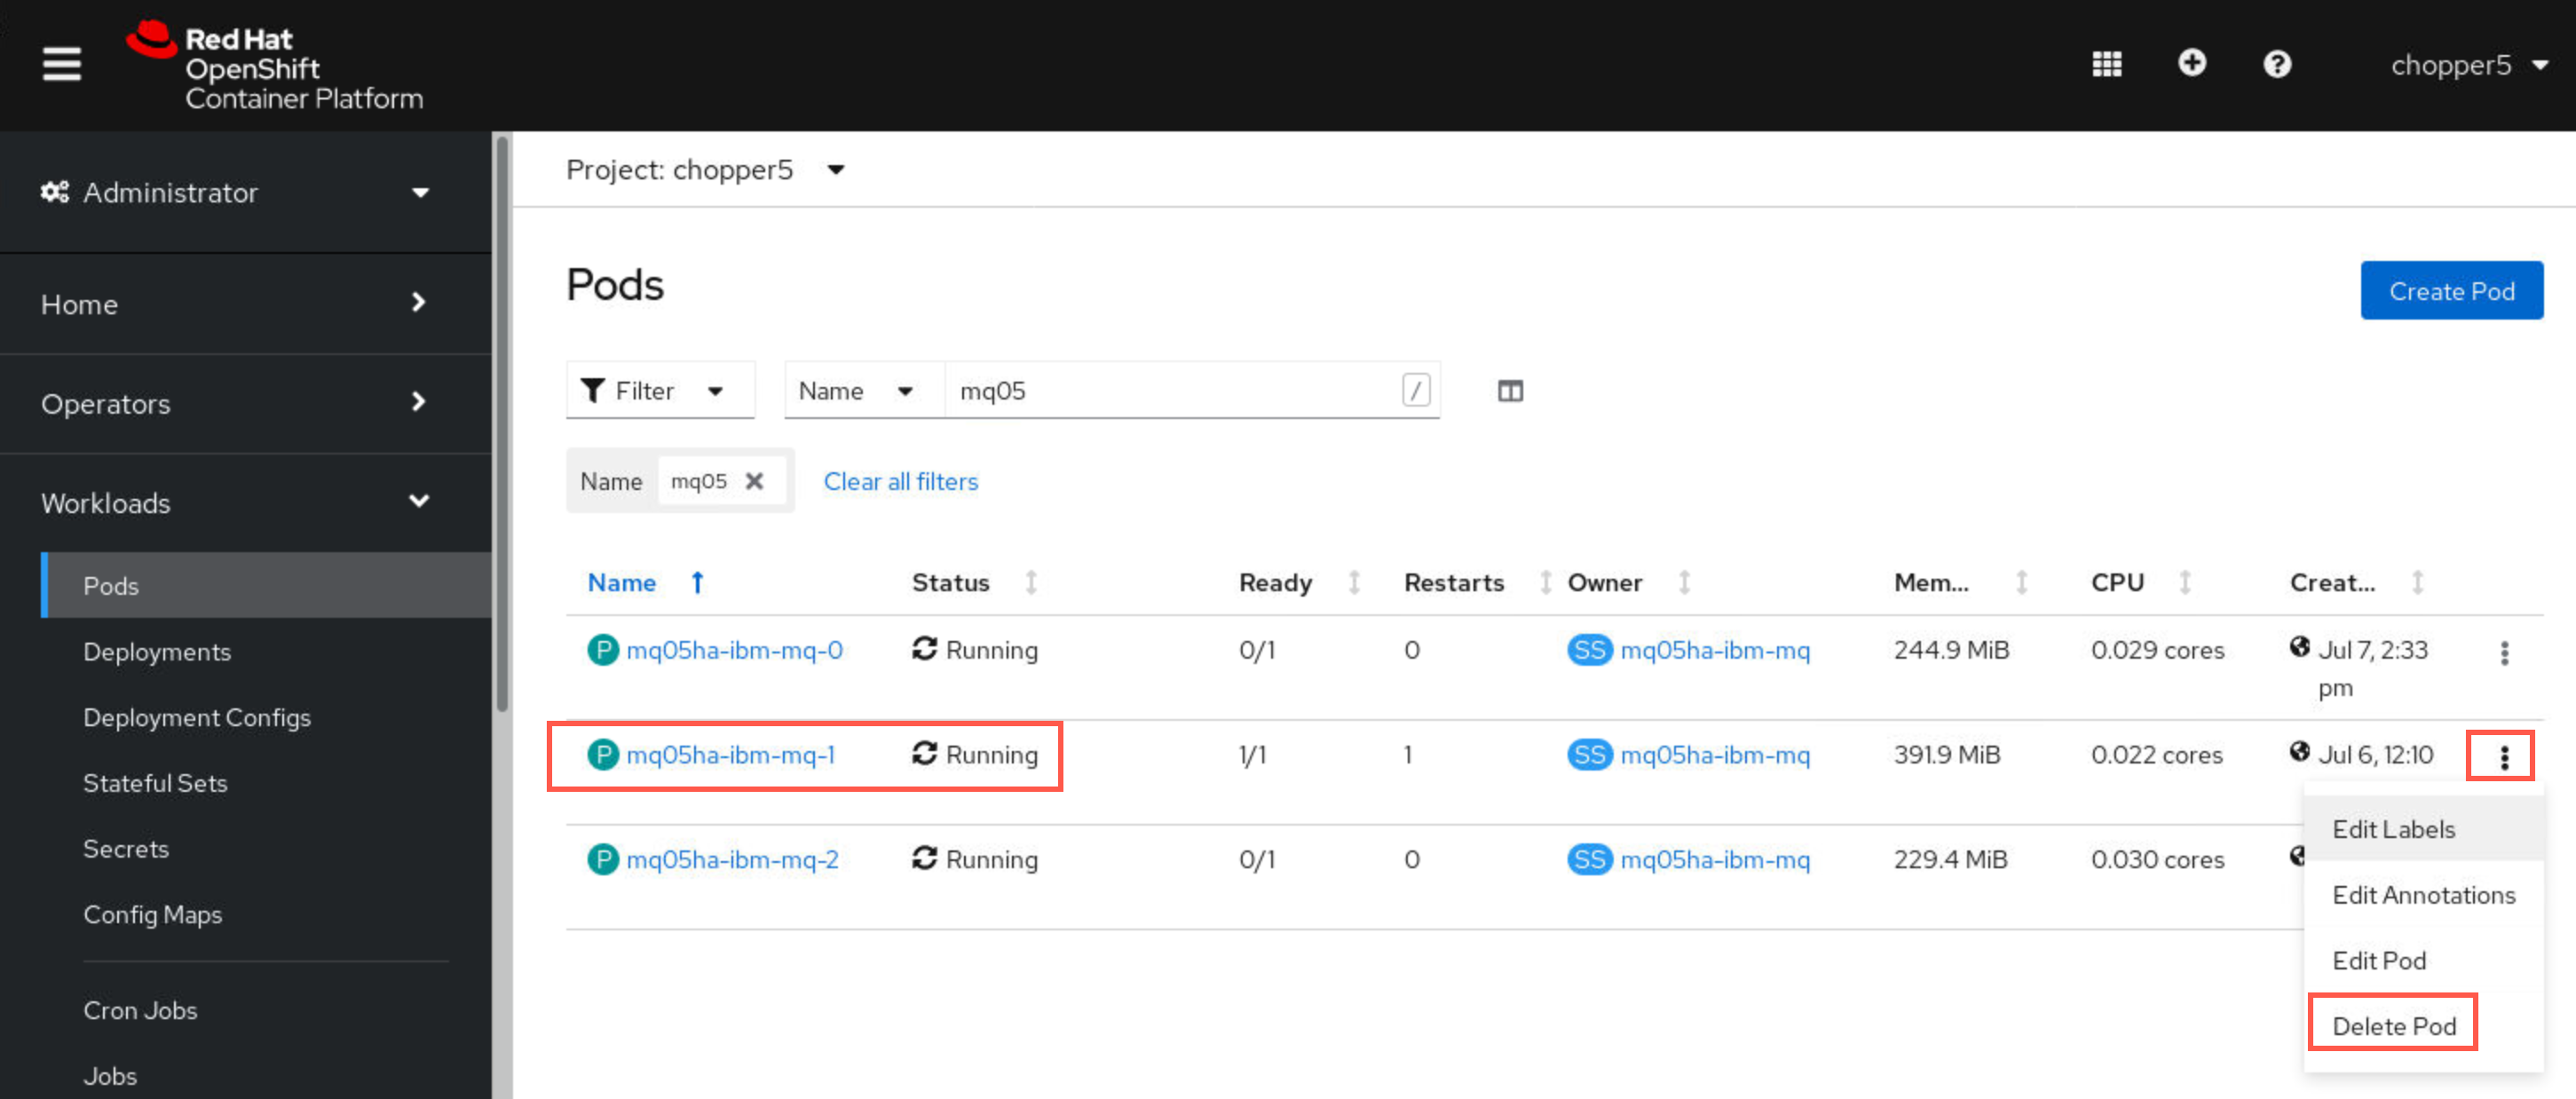 Red Hat
OpenShift
Container Platform
chopper5
Administrator
Home
Operators
Workloads
Pods
Deployments
Deployment Configs
Stateful Sets
Secrets
Config Maps
Cron Jobs
Jobs
Project: chopper5
Pods
Create Pod
Filter Name mq05 /
Name mq05 Clear all filters
Name Status Ready Restarts Owner Mem... CPU Creat...
P mq05ha-ibm-mq-0 Running 0/1 0 SS mq05ha-ibm-mq 244.9 MiB 0.029 cores Jul 7, 2:33
pm
P mq05ha-ibm-mq-1 Running 1/1 1 SS mq05ha-ibm-mq 391.9 MiB 0.022 cores Jul 6, 12:10
P mq05ha-ibm-mq-2 Running 0/1 0 SS mq05ha-ibm-mq 229.4 MiB 0.030 cores
Edit Labels
Edit Annotations
Edit Pod
Delete Pod